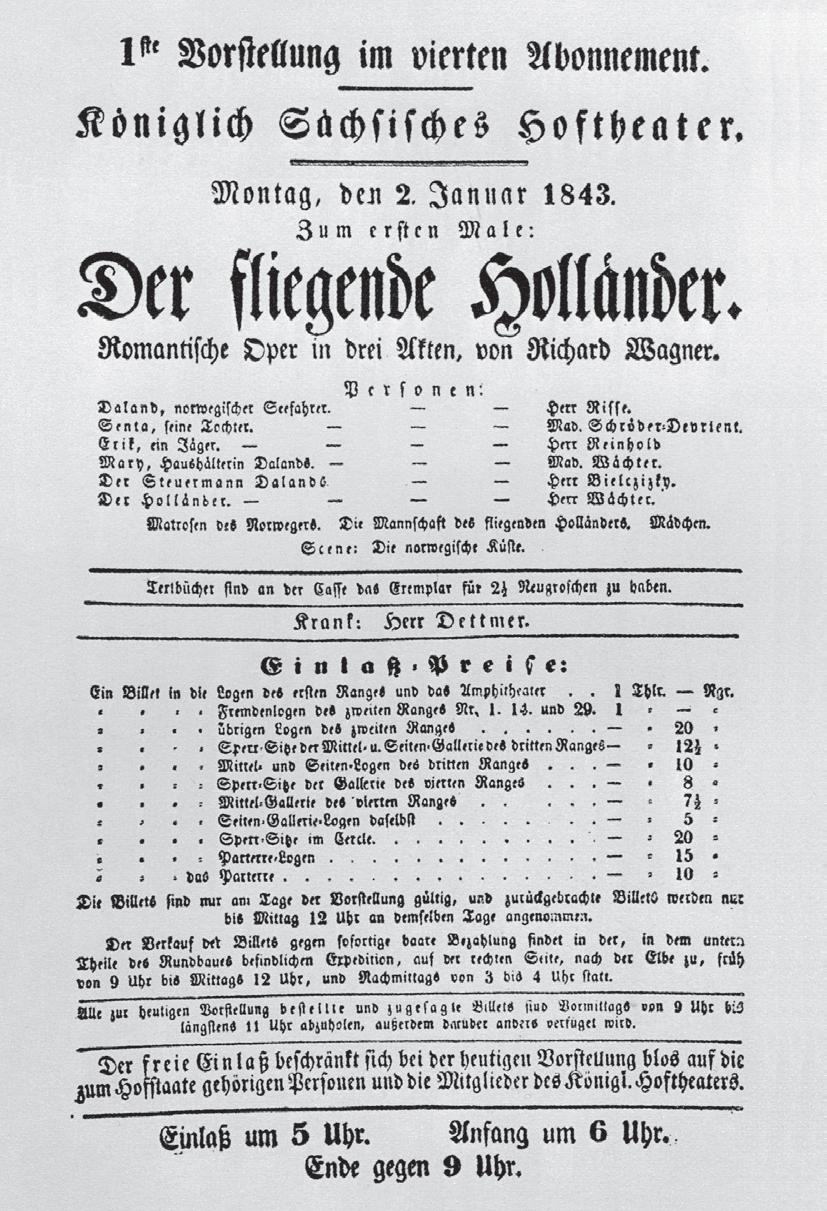 1ste Vorstellung im vierten Abonnement.
Königlich Sächsisches Hoftheater.
Montag, den 2. Januar 1843.
Zum ersten Male:
Der fliegende Holländer.
Romantische Oper in drei Akten, von Richard Wagner.
Personen:
Daland, norwegischer Seefahrer. — — Herr Risse.
Senta, seine Tochter. — — — Mad. Schröder-Devrient.
Erik, ein Jäger. — — — Herr Reinhold
Mary, Haushälterin Dalands. — — — Mad. Wächter.
Der Steuermann Dalands — — Herr Bielezizky.
Der Holländer. — — — Herr Wächter.
Matrosen des Norwegers. Die Mannschaft des fliegenden Holländers. Mädchen.
Scene: Die norwegische Küste.
Textbücher sind an der Casse das Exemplar für 2½ Neugroschen zu haben.
Krank: Herr Dettmer.
Einlaß-Preise:
Ein Billet in die Logen des ersten Ranges und das Amphitheater . . 1 Thlr. — Ngr.
" " " " Fremdenlogen des zweiten Ranges Nr. 1. 14. und 29. 1 " — "
" " " " übrigen Logen des zweiten Ranges . . . . . . — " 20 "
" " " " Sperr-Sitze der Mittel- u. Seiten-Gallerie des dritten Ranges — " 12½ "
" " " " Mittel- und Seiten-Logen des dritten Ranges . . . — " 10 "
" " " " Sperr-Sitze der Gallerie des vierten Ranges . . . — " 8 "
" " " " Mittel-Gallerie des vierten Ranges . . . . . — " 7½ "
" " " " Seiten-Gallerie-Logen daselbst . . . . . . . — " 5 "
" " " " Sperr-Sitze im Cercle. . . . . . . . . . — " 20 "
" " " " Parterre-Logen . . . . . . . . . . . . — " 15 "
" " " das Parterre . . . . . . . . . . . . . — " 10 "
Die Billets sind nur am Tage der Vorstellung gültig, und zurückgebrachte Billets werden nur
bis Mittag 12 Uhr an demselben Tage angenommen.
Der Verkauf der Billets gegen sofortige baare Bezahlung findet in der, in dem untern
Theile des Rundbaues befindlichen Expedition, auf der rechten Seite, nach der Elbe zu, früh
von 9 Uhr bis Mittags 12 Uhr, und Nachmittags von 3 bis 4 Uhr statt.
Alle zur heutigen Vorstellung bestellte und zugesagte Billets sind Vormittags von 9 Uhr bis
längstens 11 Uhr abzuholen, außerdem darüber anders verfüget wird.
Der freie Einlaß beschränkt sich bei der heutigen Vorstellung blos auf die
zum Hofstaate gehörigen Personen und die Mitglieder des Königl. Hoftheaters.
Einlaß um 5 Uhr. Anfang um 6 Uhr.
Ende gegen 9 Uhr.